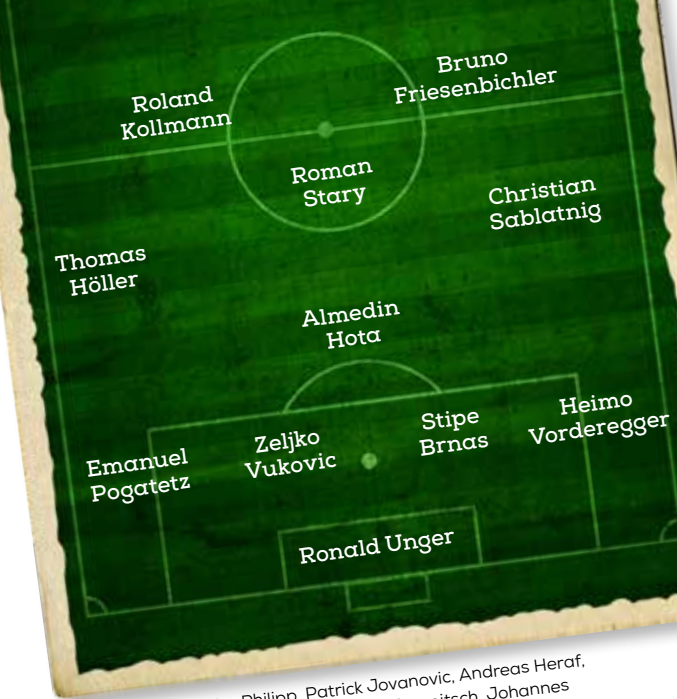 Roland
Kollmann
Bruno
Friesenbichler
Roman
Stary
Christian
Sablatnig
Thomas
Höller
Almedin
Hota
Emanuel
Pogatetz
Zeljko
Vukovic
Stipe
Brnas
Heimo
Vorderegger
Ronald Unger
Philipp, Patrick Jovanovic, Andreas Heraf,
Johannes